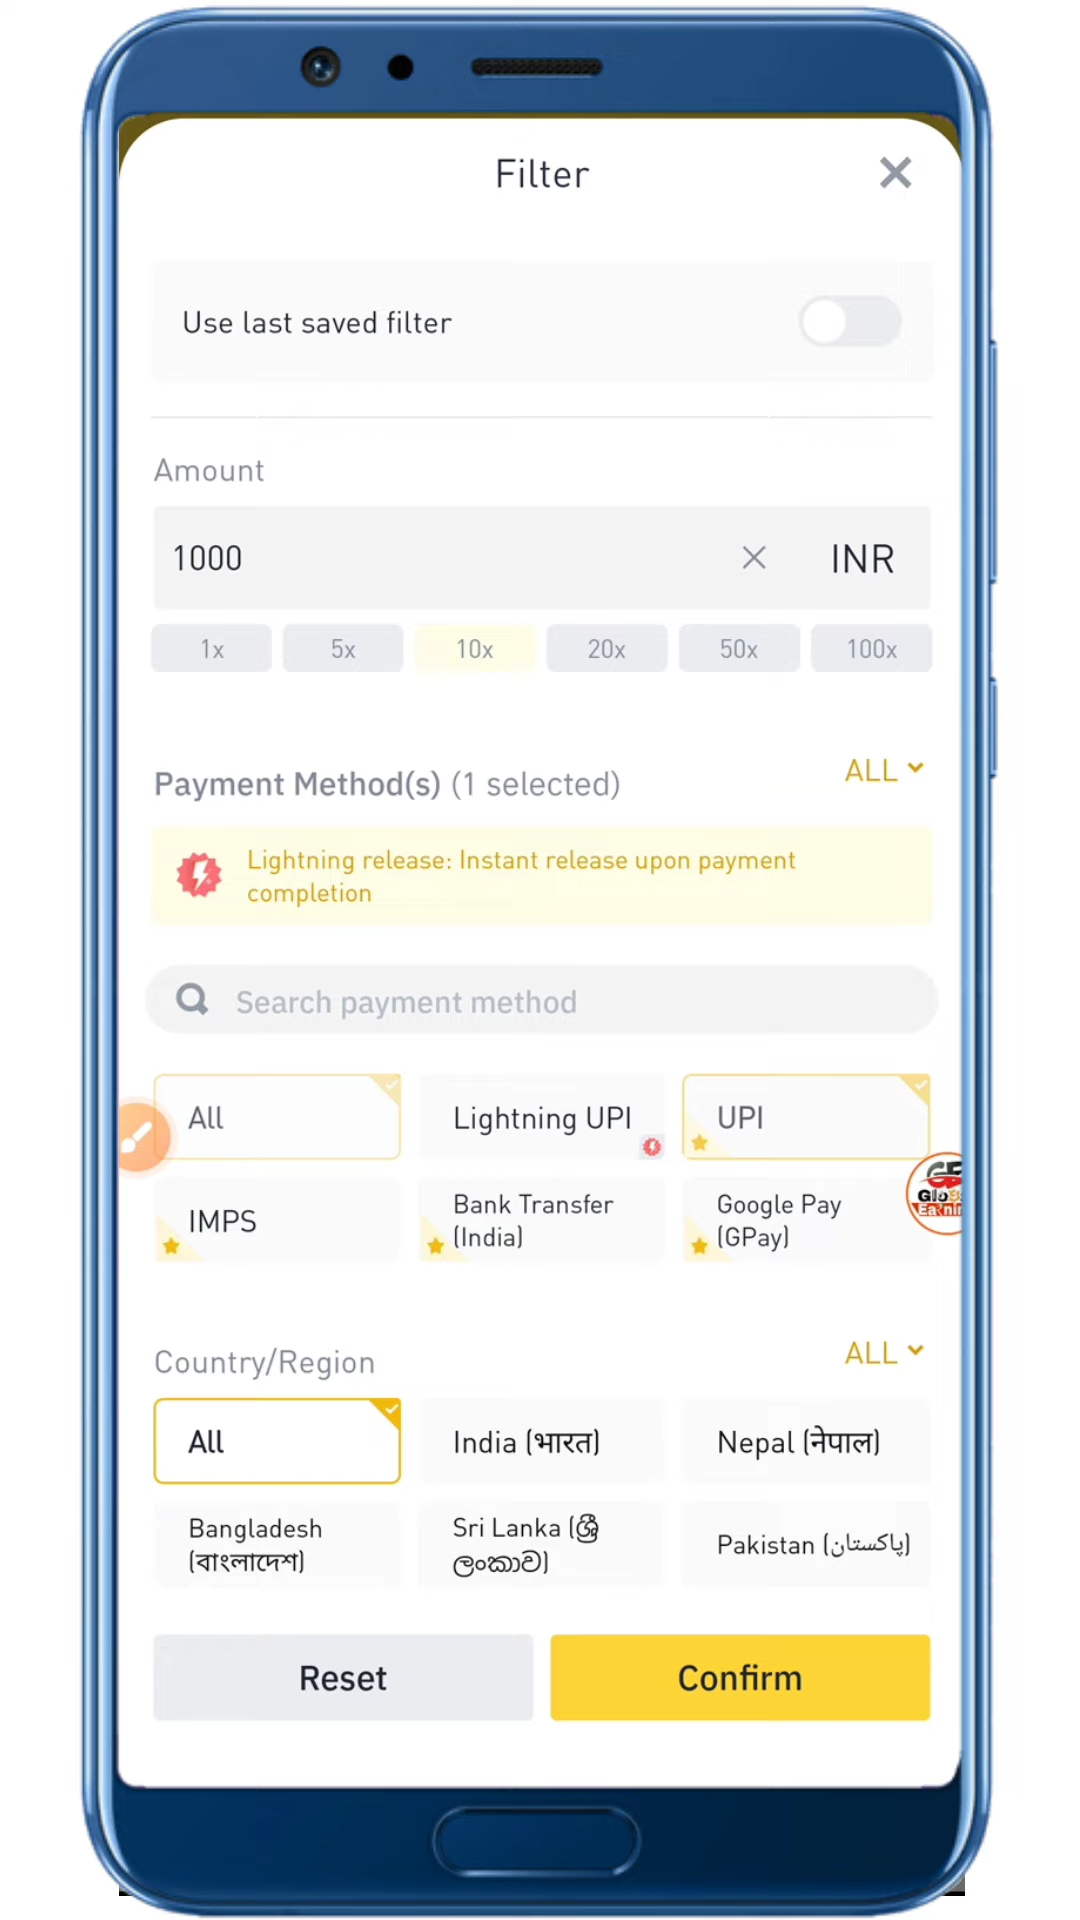 Filter
Use last saved filter
Amount
1000
INR
1x
5x
10x
20x
50x
100x
Payment Method(s) (1 selected)
ALL
Lightning release: Instant release upon payment
completion
Search payment method
All
Lightning UPI
UPI
IMPS
Bank Transfer
(India)
Google Pay
(GPay)
Country/Region
ALL
All
India (भारत)
Nepal (नेपाल)
Bangladesh
(বাংলাদেশ)
Sri Lanka (ශ්‍රී
ලංකාව)
Pakistan (پاکستان)
Reset
Confirm